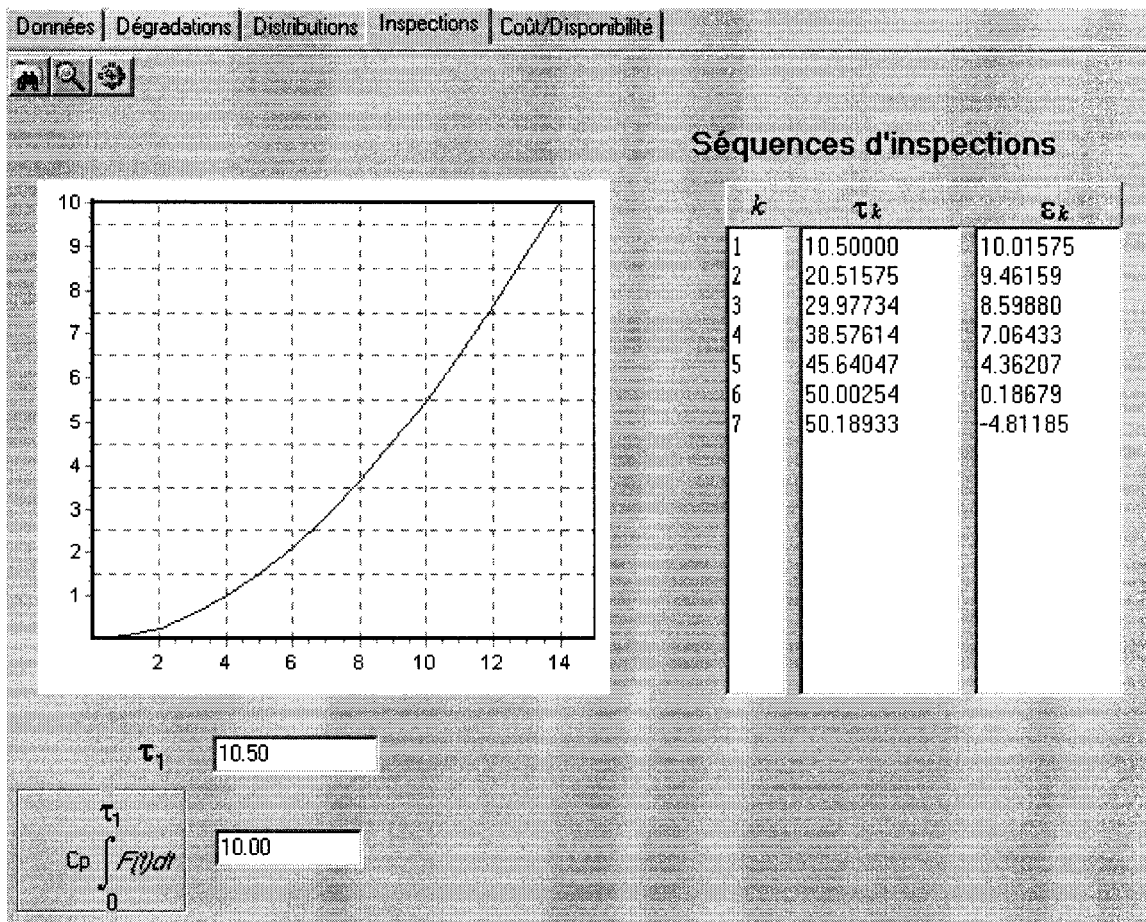 Données Dégradations Distributions Inspections Coût/Disponibilité
Séquences d'inspections
k τk εk
1 10.50000 10.01575
2 20.51575 9.46159
3 29.97734 8.59880
4 38.57614 7.06433
5 45.64047 4.36207
6 50.00254 0.18679
7 50.18933 -4.81185
10
9
8
7
6
5
4
3
2
1
2 4 6 8 10 12 14
τ1 10.50
τ1
Cp ∫ F(t)dt 10.00
0